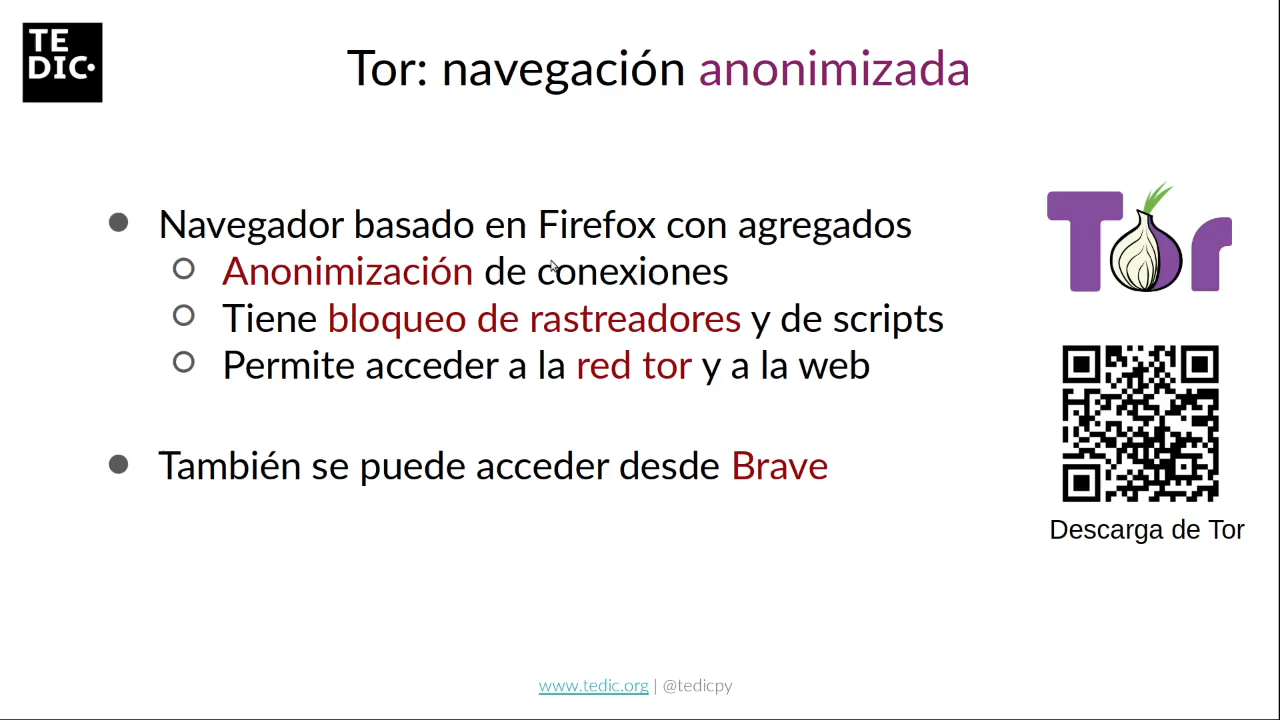 TE
DIC
Tor: navegación anonimizada
Navegador basado en Firefox con agregados
Anonimización de conexiones
Tiene bloqueo de rastreadores y de scripts
Permite acceder a la red tor y a la web
También se puede acceder desde Brave
Tor
Descarga de Tor
www.tedic.org | @tedicpy